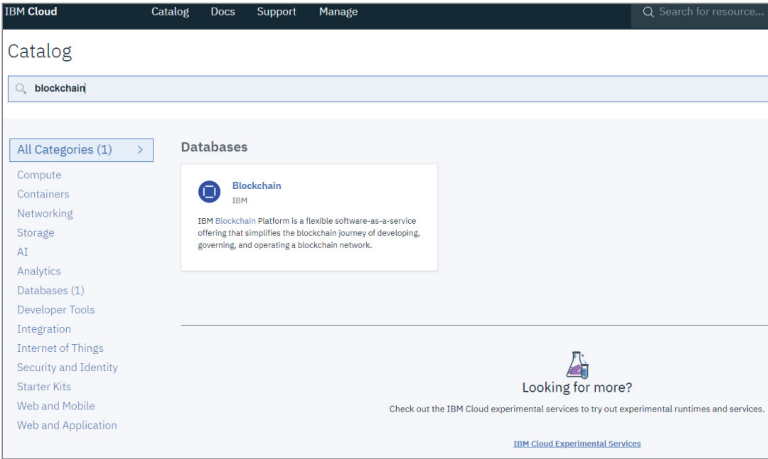 IBM Cloud Catalog Docs Support Manage Search for resource...
Catalog
blockchain
All Categories (1) >
Compute
Containers
Networking
Storage
AI
Analytics
Databases (1)
Developer Tools
Integration
Internet of Things
Security and Identity
Starter Kits
Web and Mobile
Web and Application
Databases
Blockchain
IBM
IBM Blockchain Platform is a flexible software-as-a-service
offering that simplifies the blockchain journey of developing,
governing, and operating a blockchain network.
Looking for more?
Check out the IBM Cloud experimental services to try out experimental runtimes and services.
IBM Cloud Experimental Services